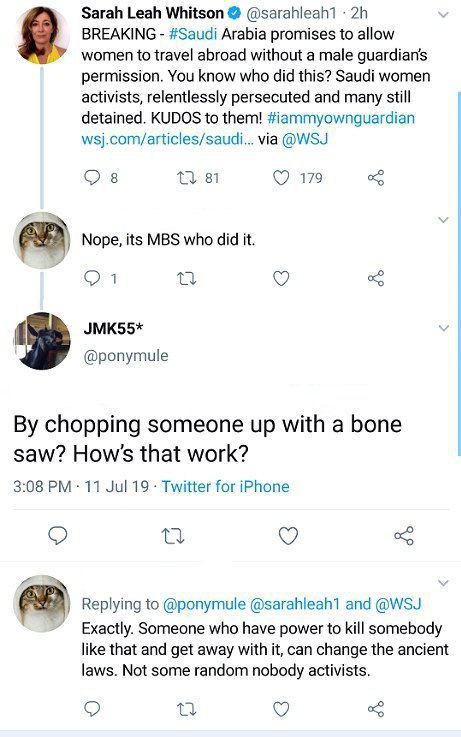 Sarah Leah Whitson @sarahleah1 · 2h
BREAKING - #Saudi Arabia promises to allow
women to travel abroad without a male guardian's
permission. You know who did this? Saudi women
activists, relentlessly persecuted and many still
detained. KUDOS to them! #iammyownguardian
wsj.com/articles/saudi... via @WSJ
8 81 179
Nope, its MBS who did it.
1
JMK55*
@ponymule
By chopping someone up with a bone
saw? How's that work?
3:08 PM · 11 Jul 19 · Twitter for iPhone
Replying to @ponymule @sarahleah1 and @WSJ
Exactly. Someone who have power to kill somebody
like that and get away with it, can change the ancient
laws. Not some random nobody activists.